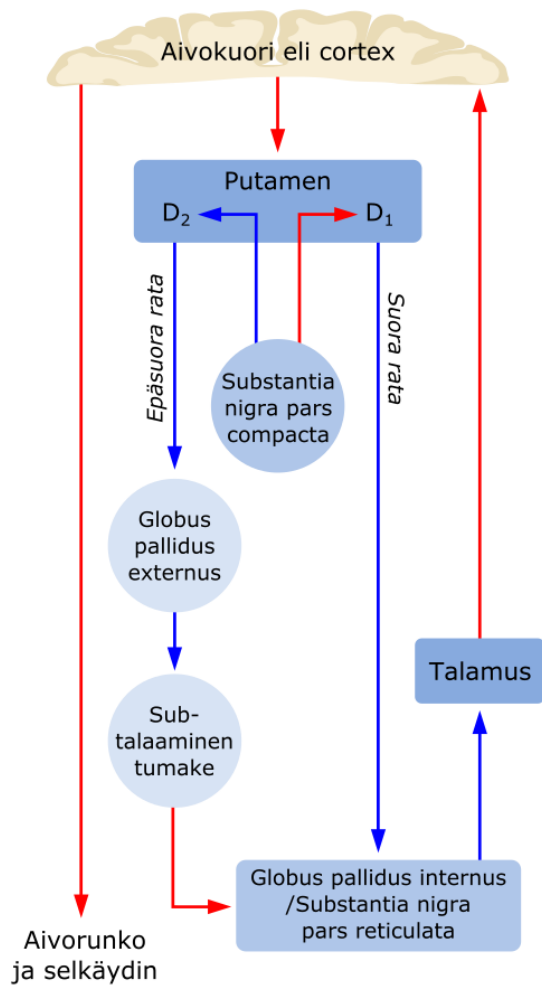 Aivokuori eli cortex
Putamen
D₂
D₁
Epäsuora rata
Suora rata
Substantia
nigra pars
compacta
Globus
pallidus
externus
Talamus
Sub-
talaaminen
tumake
Globus pallidus internus
/Substantia nigra
pars reticulata
Aivorunko
ja selkäydin